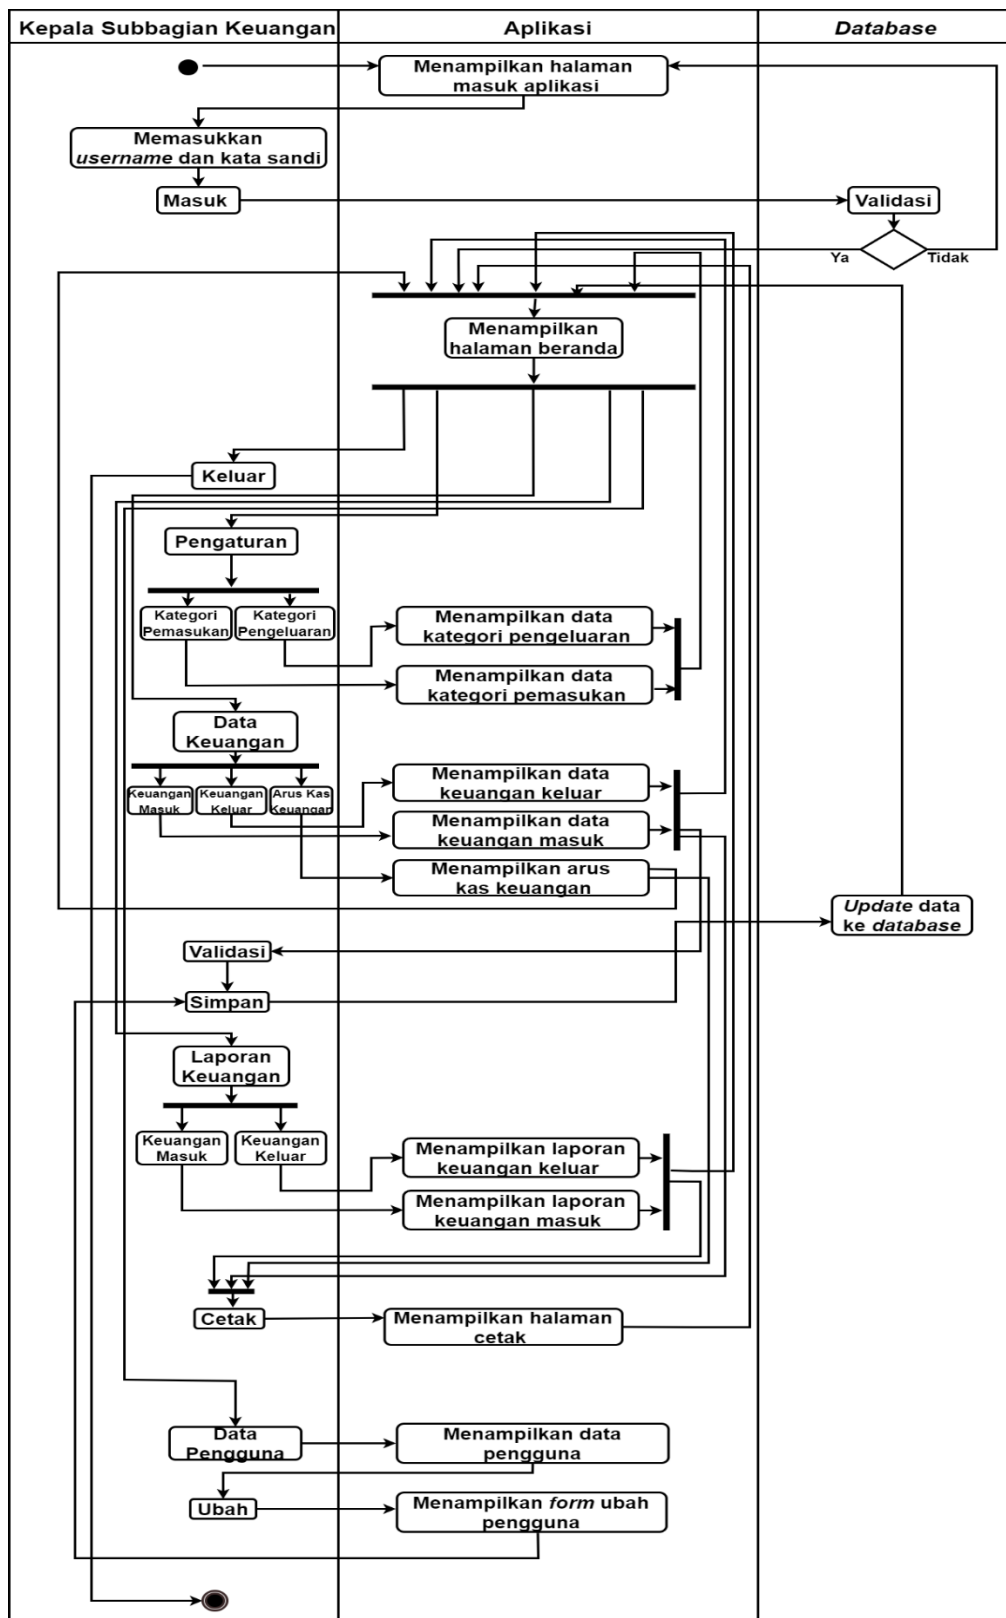 Kepala Subbagian Keuangan
Aplikasi
Database
Menampilkan halaman
masuk aplikasi
Memasukkan
username dan kata sandi
Masuk
Validasi
Ya
Tidak
Menampilkan
halaman beranda
Keluar
Pengaturan
Kategori
Pemasukan
Kategori
Pengeluaran
Menampilkan data
kategori pengeluaran
Menampilkan data
kategori pemasukan
Data
Keuangan
Keuangan
Masuk
Keuangan
Keluar
Arus Kas
Keuangan
Menampilkan data
keuangan keluar
Menampilkan data
keuangan masuk
Menampilkan arus
kas keuangan
Update data
ke database
Validasi
Simpan
Laporan
Keuangan
Keuangan
Masuk
Keuangan
Keluar
Menampilkan laporan
keuangan keluar
Menampilkan laporan
keuangan masuk
Cetak
Menampilkan halaman
cetak
Data
Pengguna
Menampilkan data
pengguna
Ubah
Menampilkan form ubah
pengguna